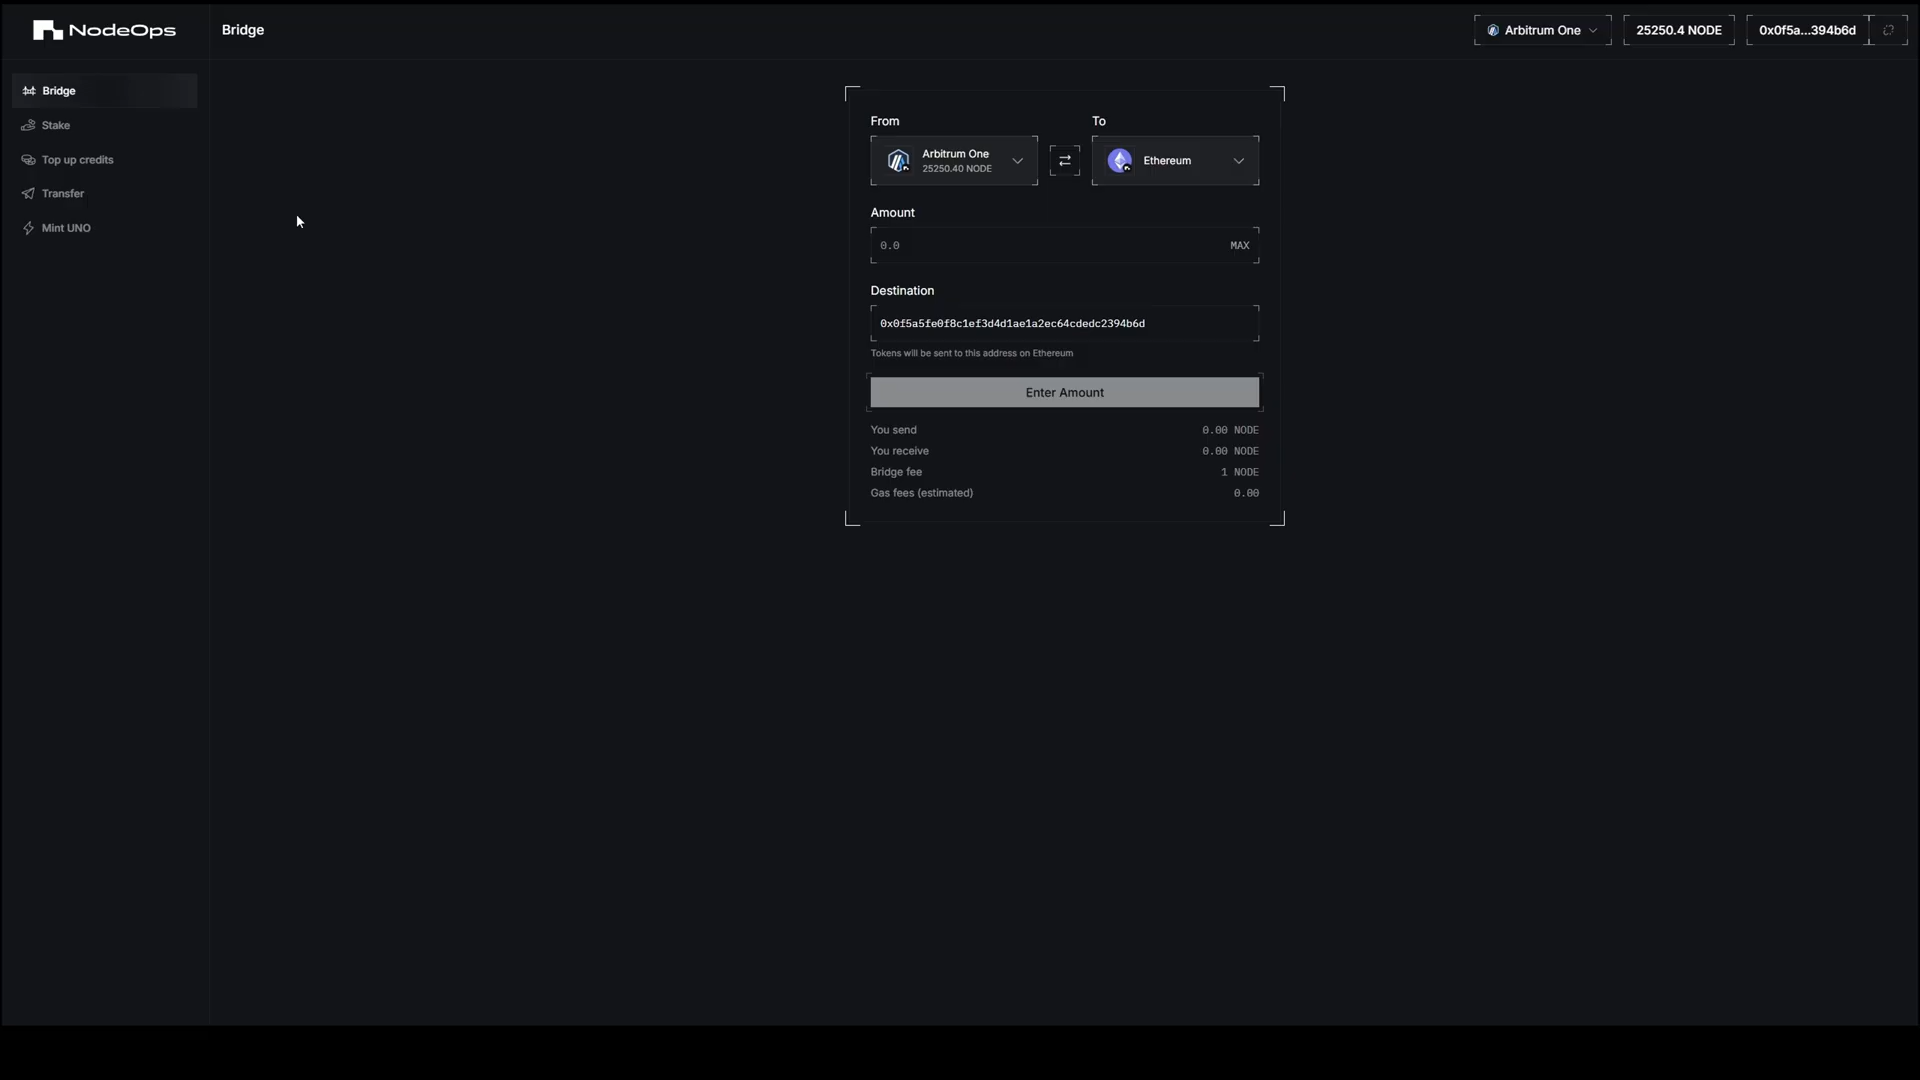 NodeOps
Bridge
Arbitrum One
25250.4 NODE
0x0f5a...394b6d
Bridge
Stake
Top up credits
Transfer
Mint UNO
From
To
Arbitrum One
25250.40 NODE
Ethereum
Amount
0.0
MAX
Destination
0x0f5a5fe0f8c1ef3d4d1ae1a2ec64cdedc2394b6d
Tokens will be sent to this address on Ethereum
Enter Amount
You send 0.00 NODE
You receive 0.00 NODE
Bridge fee 1 NODE
Gas fees (estimated) 0.00